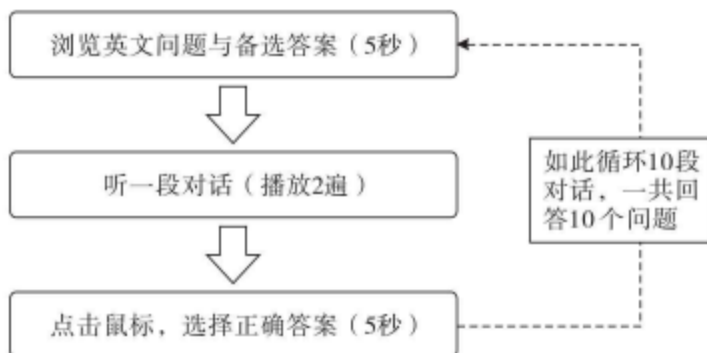 浏览英文问题与备选答案（5秒）
听一段对话（播放2遍）
如此循环10段
对话，一共回
答10个问题
点击鼠标，选择正确答案（5秒）